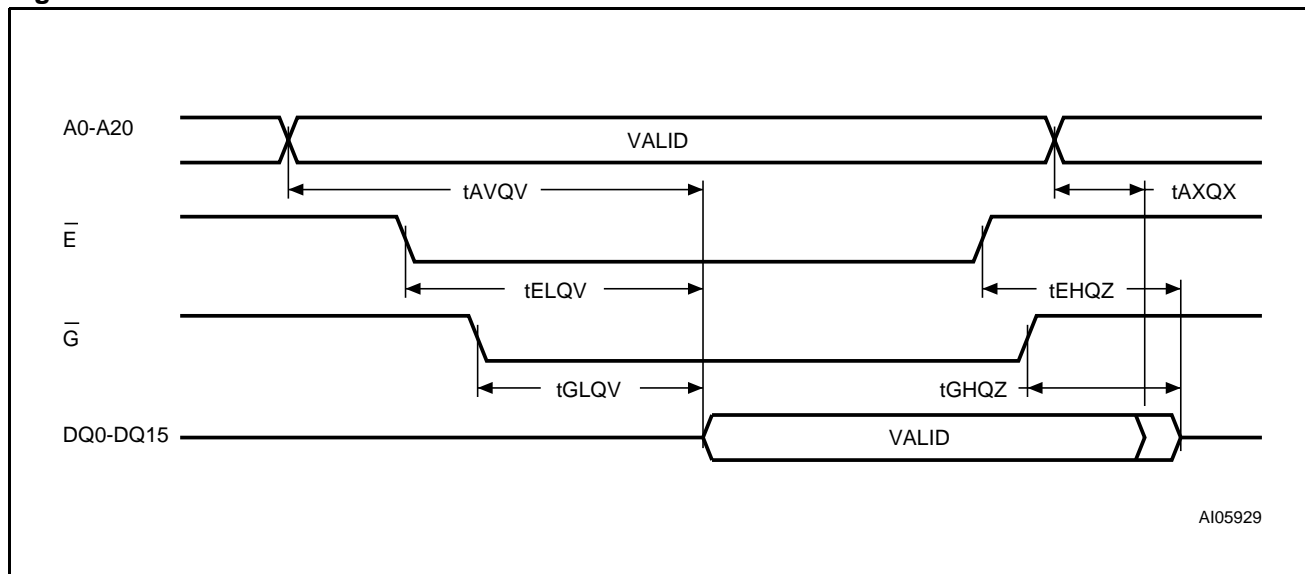 A0-A20
VALID
tAVQV
tAXQX
E̅
tELQV
tEHQZ
G̅
tGLQV
tGHQZ
DQ0-DQ15
VALID
AI05929